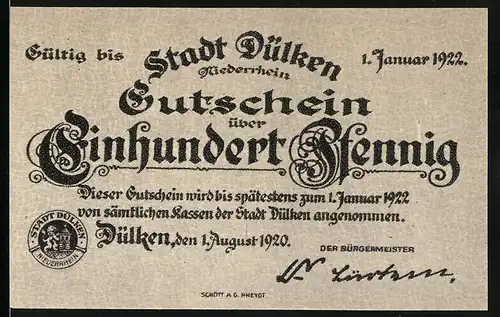 Gültig bis Stadt Dülken 1. Januar 1922.
Niederrhein
Gutschein
über
Einhundert Pfennig
Dieser Gutschein wird bis spätestens zum 1. Januar 1922
von sämtlichen Kassen der Stadt Dülken angenommen.
Dülken, den 1. August 1920.
STADT DÜLKEN
NIEDERRHEIN
DER BÜRGERMEISTER
SCHÖTT A G. RHEYDT